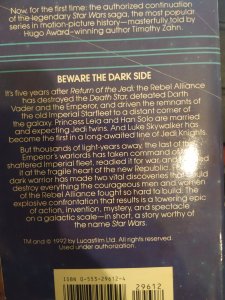 Now for the first time: the authorized continuation
of the legendary Star Wars saga, the most popular
series in motion-picture history—masterfully told by
Hugo Award-winning author Timothy Zahn
BEWARE THE DARK SIDE
It's five years after Return of the Jedi: the Rebel Alliance
has destroyed the Death Star, defeated Darth
Vader and the Emperor, and driven the remnants
of the old Imperial Starfleet to a distant corner of
the galaxy. Princess Leia and Han Solo are married
and expecting Jedi twins. And Luke Skywalker has
become the first in a long-awaited line of Jedi Knights.
But thousands of light-years away, the last of the
Emperor's warlords has taken command of the
shattered Imperial fleet, readied it for war, and
it at the fragile heart of the new Republic.
dark warrior has made two vital discoveries that
destroy everything the courageous men and women
of the Rebel Alliance fought so hard to build. The
explosive confrontation that results is a towering epic
of action, invention, mystery, and spectacle
on a galactic scale—in short, a story worthy of
the name Star Wars.
TM and © 1992 by Lucasfilm Ltd. All rights reserved.
Used under authorization.
ISBN 0-553-29612-4
29612